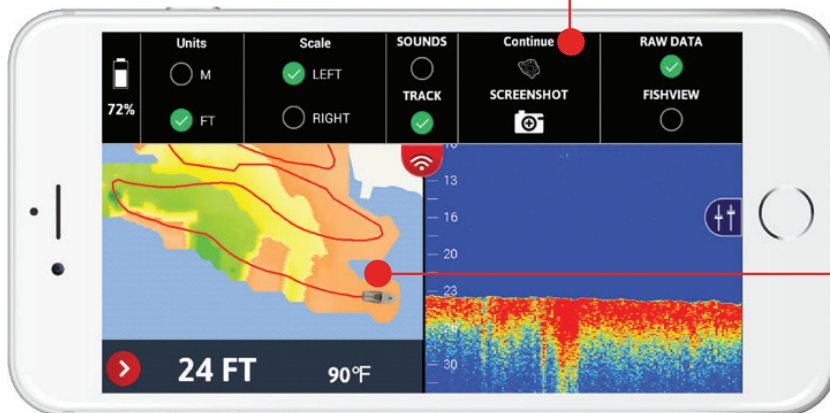 Units
Scale
SOUNDS
Continue
RAW DATA
M
LEFT
TRACK
SCREENSHOT
FISHVIEW
72%
FT
RIGHT
13
16
20
23
30
24 FT
90°F